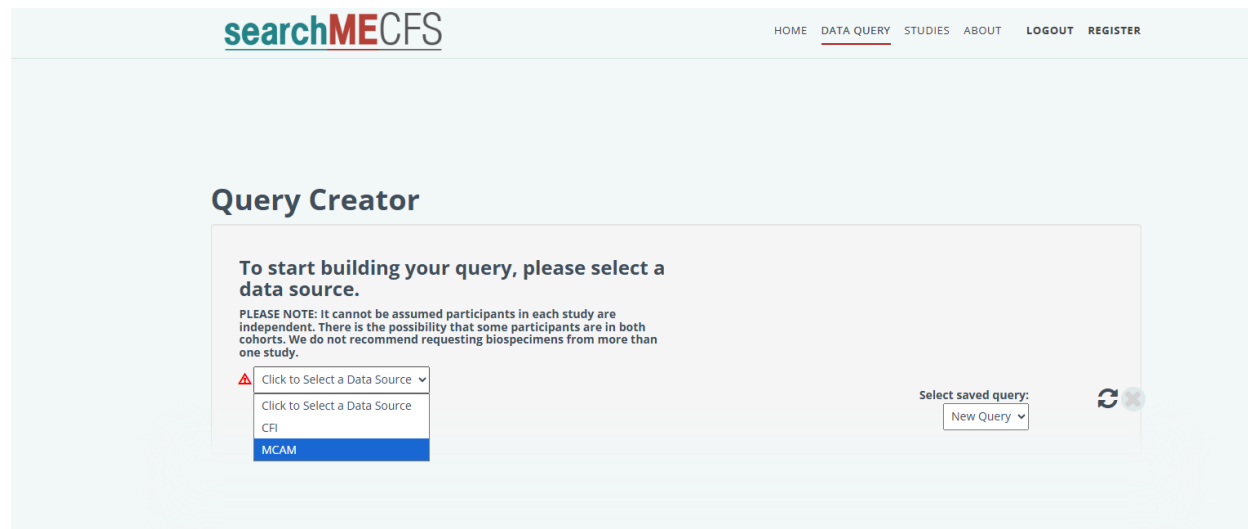 searchMECFS
HOME DATA QUERY STUDIES ABOUT LOGOUT REGISTER
Query Creator
To start building your query, please select a
data source.
PLEASE NOTE: It cannot be assumed participants in each study are
independent. There is the possibility that some participants are in both
cohorts. We do not recommend requesting biospecimens from more than
one study.
Click to Select a Data Source
Click to Select a Data Source
CFI
MCAM
Select saved query:
New Query